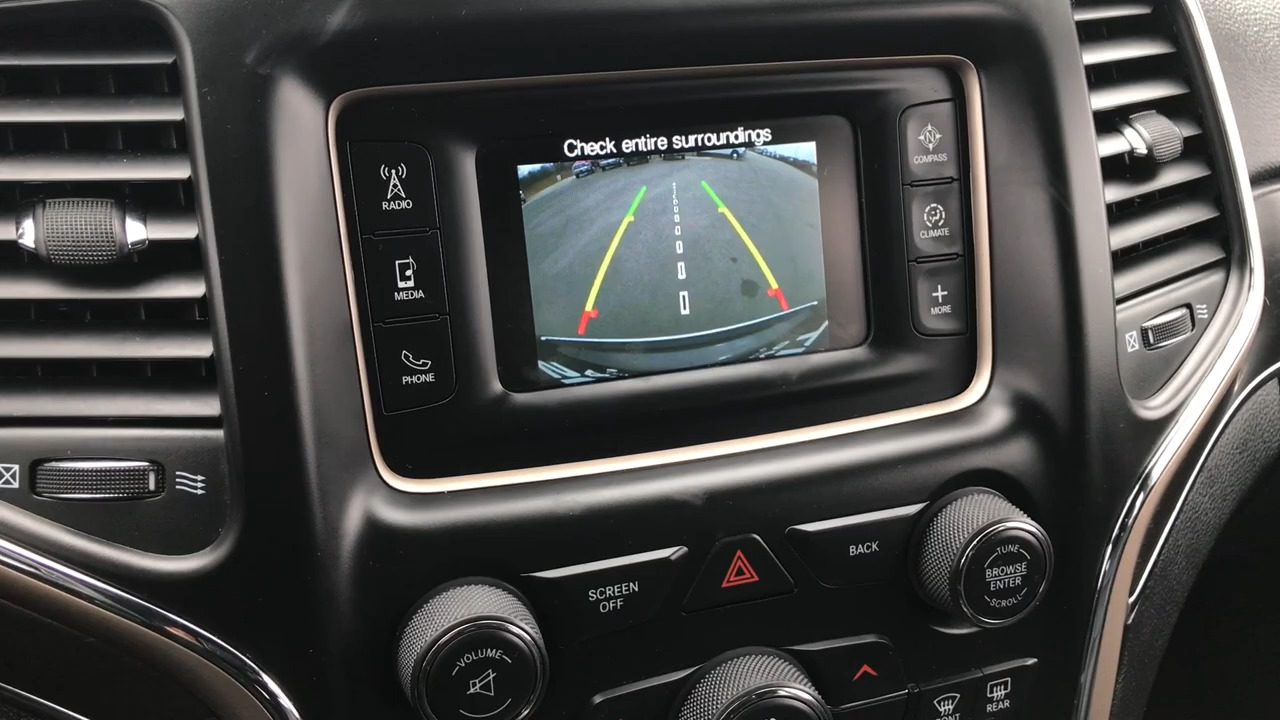 Check entire surroundings
RADIO
MEDIA
PHONE
N
COMPASS
CLIMATE
MORE
SCREEN
OFF
BACK
TUNE
BROWSE
ENTER
SCROLL
VOLUME
REAR